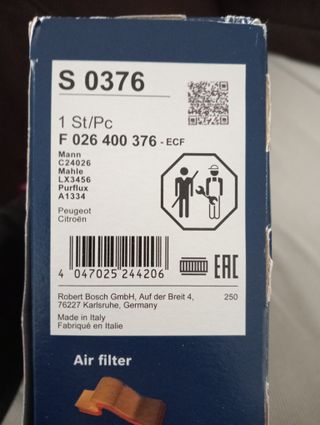 S 0376
1 St/Pc
F 026 400 376 - ECF
Mann
C24026
Mahle
LX3456
Purflux
A1334
Peugeot
Citroën
4 047025 244206
EAC
Robert Bosch GmbH, Auf der Breit 4,
76227 Karlsruhe, Germany
250
Made in Italy
Fabriqué en Italie
Air filter